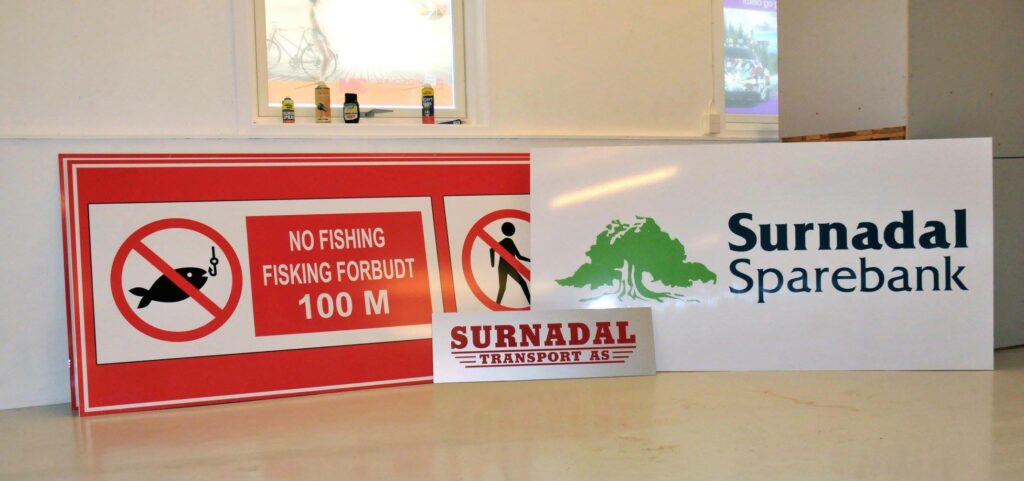 NO FISHING
FISKING FORBUDT
100 M
SURNADAL
TRANSPORT AS
Surnadal
Sparebank